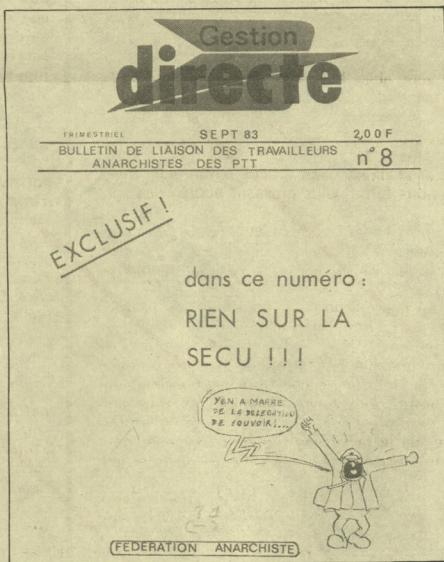 Gestion
directe
TRIMESTRIEL SEPT 83 2,00F
BULLETIN DE LIAISON DES TRAVAILLEURS
ANARCHISTES DES PTT n° 8
EXCLUSIF !
dans ce numéro :
RIEN SUR LA
SECU !!!
Y'EN A MARRE
DE LA DELEGATION
DE POUVOIR !...
FEDERATION ANARCHISTE